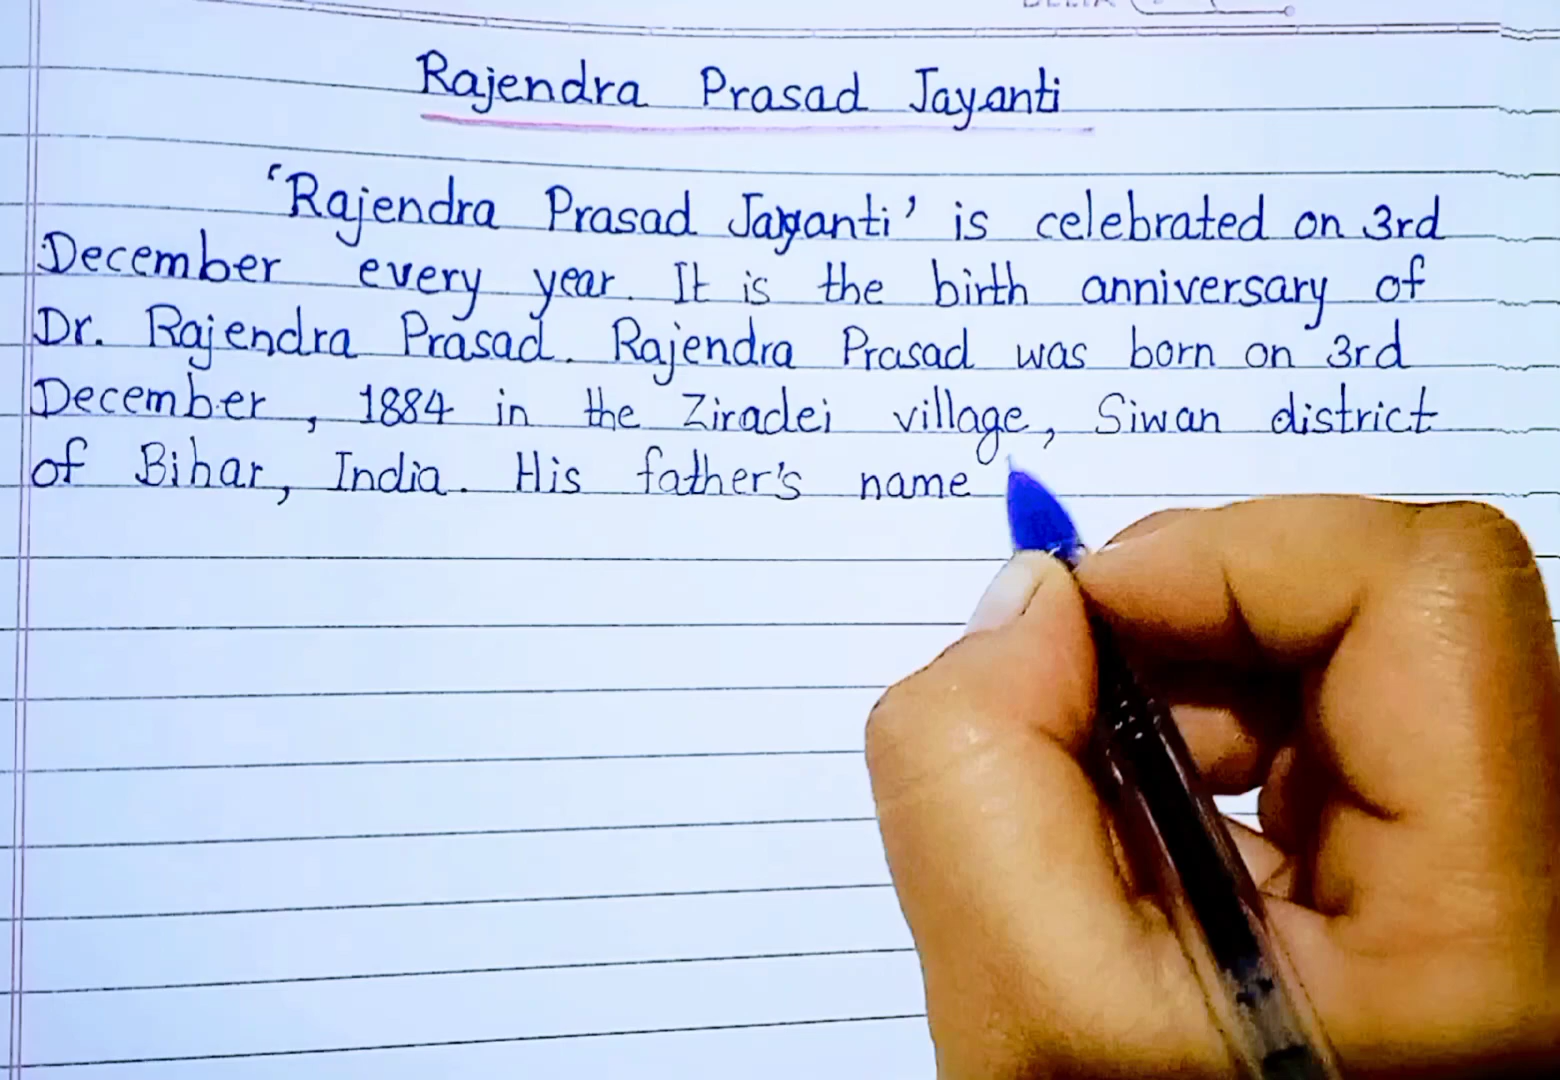 Rajendra Prasad Jayanti
'Rajendra Prasad Jayanti' is celebrated on 3rd
December every year. It is the birth anniversary of
Dr. Rajendra Prasad. Rajendra Prasad was born on 3rd
December, 1884 in the Ziradei village, Siwan district
of Bihar, India. His father's name